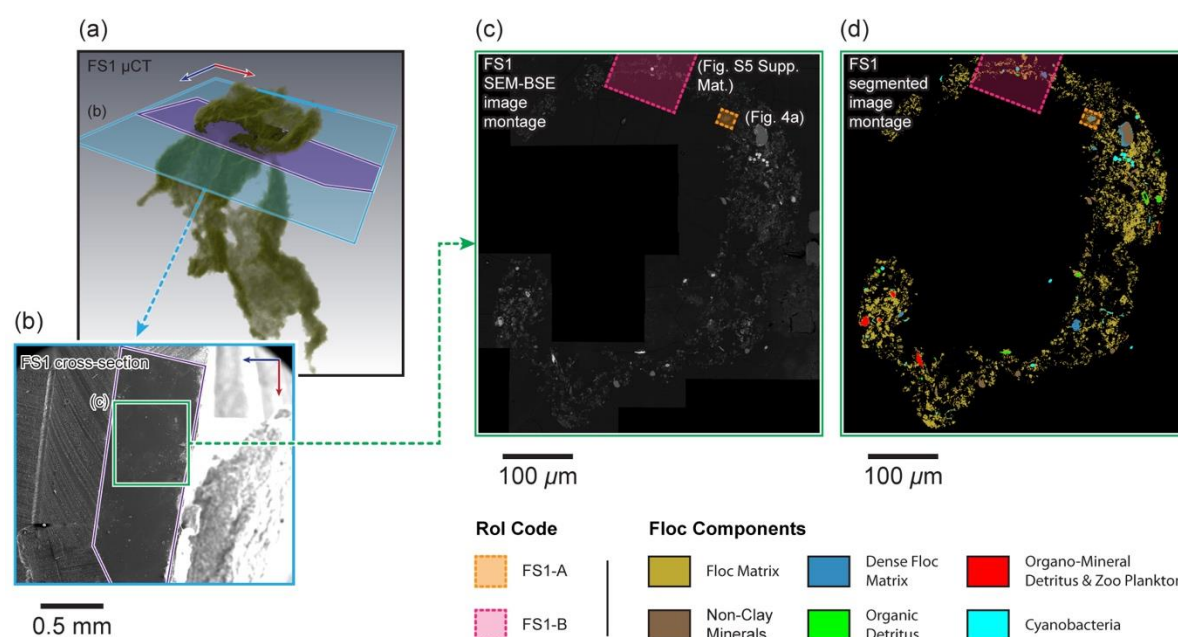 (a)
FS1 µCT
(b)
(b)
FS1 cross-section
(c)
0.5 mm
(c)
FS1
SEM-BSE
image
montage
(Fig. S5 Supp.
Mat.)
(Fig. 4a)
100 µm
(d)
FS1
segmented
image
montage
100 µm
RoI Code
FS1-A
FS1-B
Floc Components
Floc Matrix
Dense Floc
Matrix
Organo-Mineral
Detritus & Zoo Plankton
Non-Clay
Minerals
Organic
Detritus
Cyanobacteria